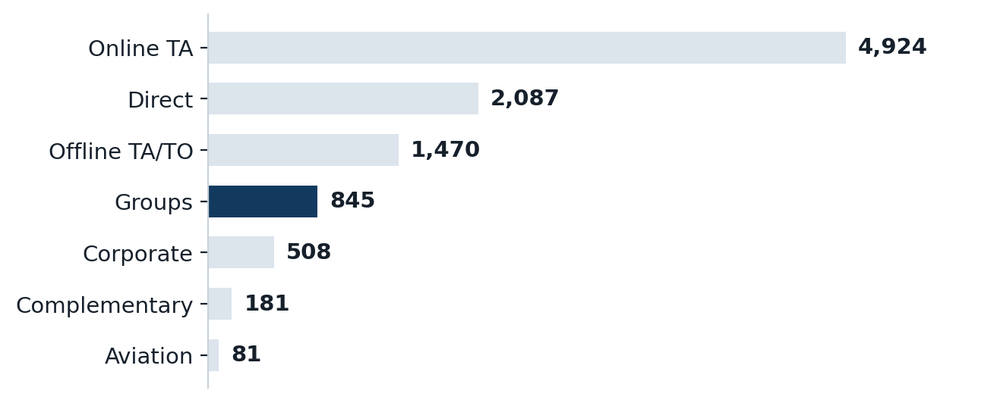 Online TA 4,924
Direct 2,087
Offline TA/TO 1,470
Groups 845
Corporate 508
Complementary 181
Aviation 81